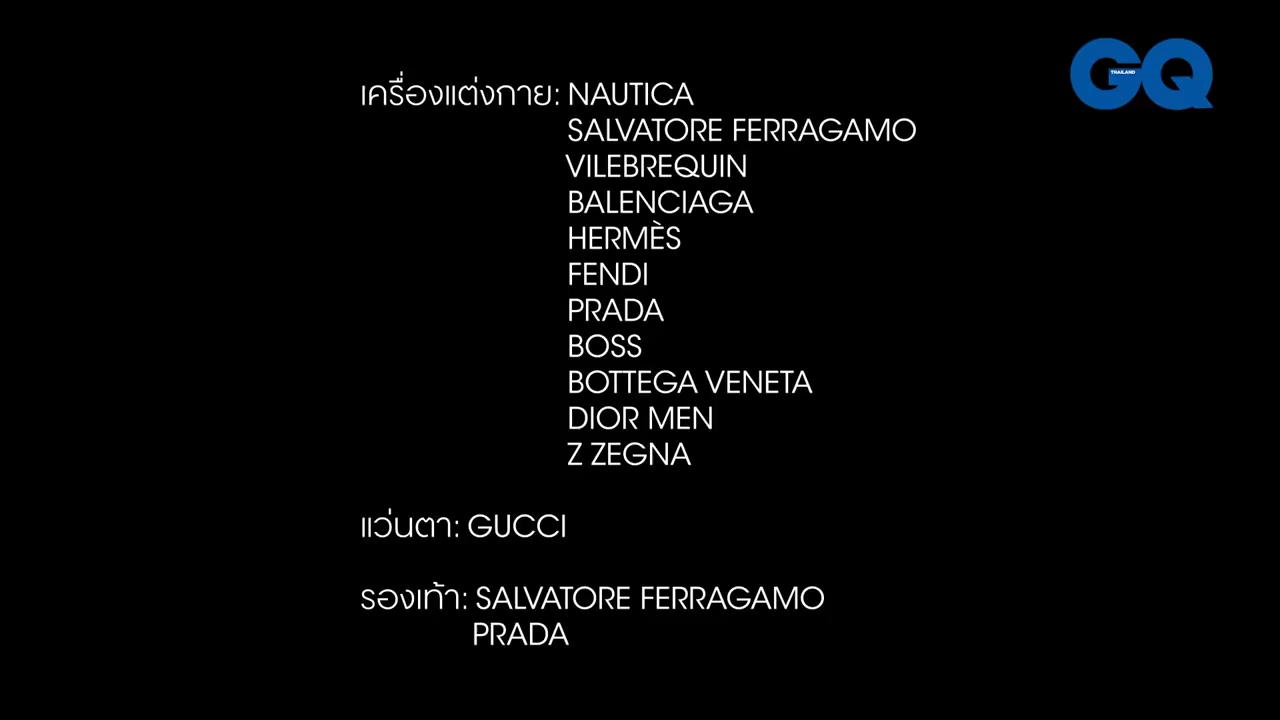 GQ
THAILAND
เครื่องแต่งกาย: NAUTICA
SALVATORE FERRAGAMO
VILEBREQUIN
BALENCIAGA
HERMÈS
FENDI
PRADA
BOSS
BOTTEGA VENETA
DIOR MEN
Z ZEGNA
แว่นตา: GUCCI
รองเท้า: SALVATORE FERRAGAMO
PRADA